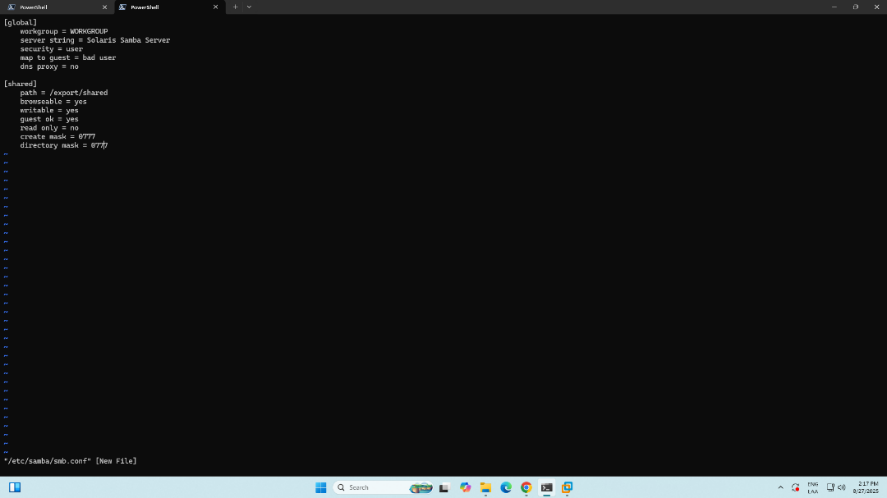 PowerShell
PowerShell
[global]
workgroup = WORKGROUP
server string = Solaris Samba Server
security = user
map to guest = bad user
dns proxy = no
[shared]
path = /export/shared
browseable = yes
writable = yes
guest ok = yes
read only = no
create mask = 0777
directory mask = 0777
"/etc/samba/smb.conf" [New File]
Search
ENG
2:17 PM
8/27/2025